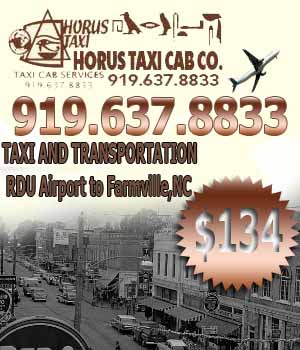 HORUS
TAXI
TAXI CAB SERVICES
919.637.8833
HORUS TAXI CAB CO.
919.637.8833
919.637.8833
TAXI AND TRANSPORTATION
RDU Airport to Farmville,NC
$134